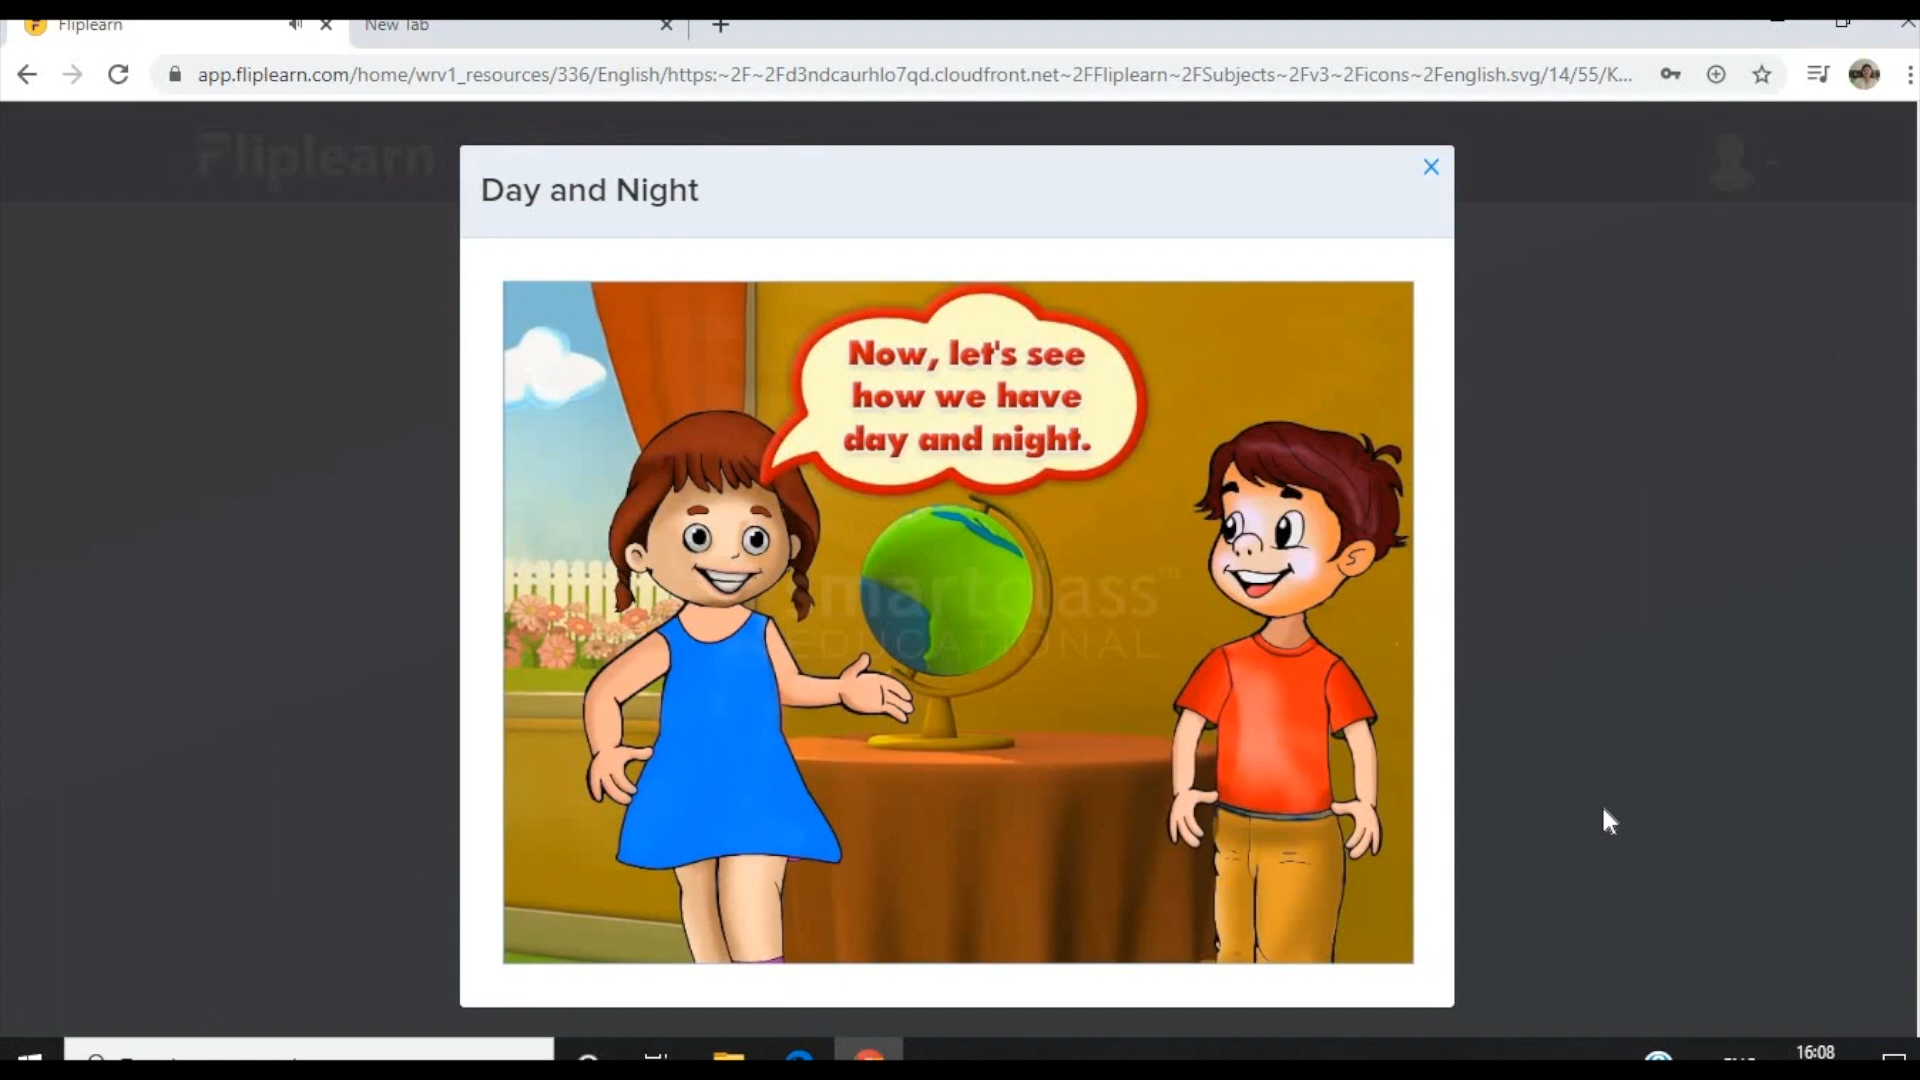 Fliplearn
New Tab
app.fliplearn.com/home/wrv1_resources/336/English/https:~2F~2Fd3ndcaurhlo7qd.cloudfront.net~2FFliplearn~2FSubjects~2Fv3~2Ficons~2Fenglish.svg/14/55/K...
Fliplearn
Day and Night
Now, let's see
how we have
day and night.
smartclass™
EDUCATIONAL
16:08